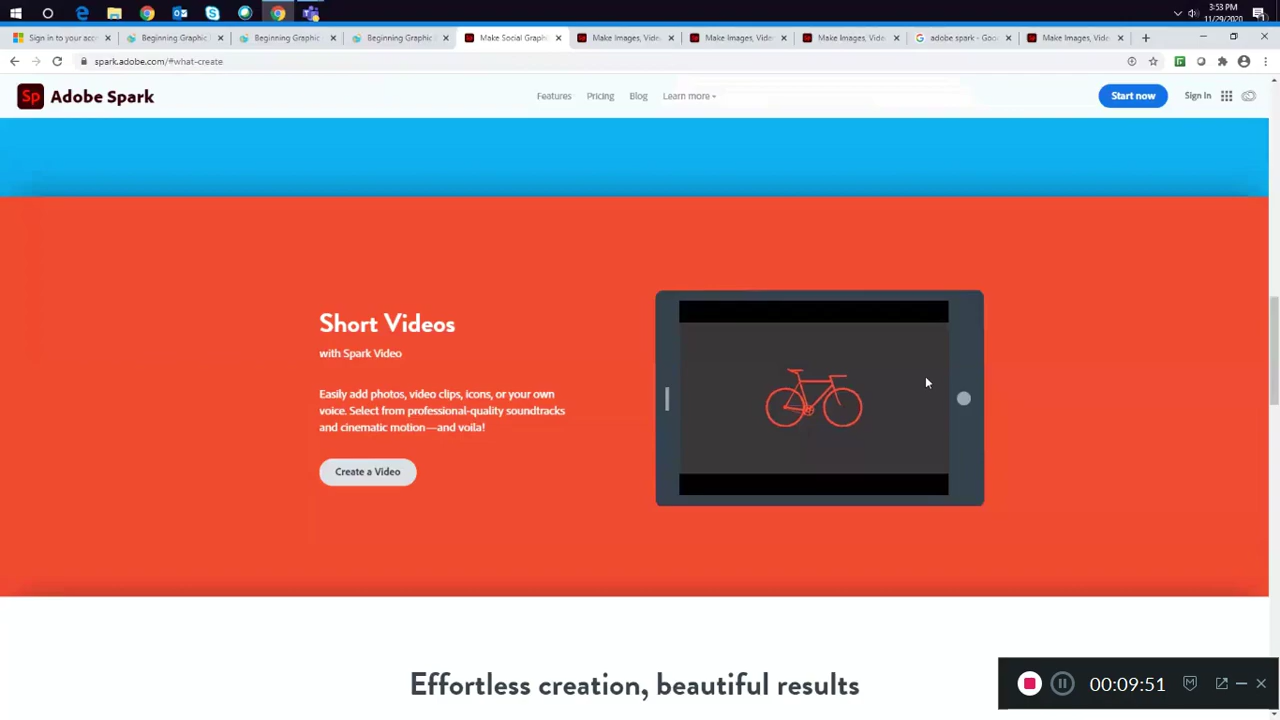 3:53 PM
11/29/2020
Sign in to your acc
Beginning Graphic
Beginning Graphic
Beginning Graphic
Make Social Graph
Make Images, Vide
Make Images, Vide
Make Images, Vide
adobe spark - Goo
Make Images, Vide
spark.adobe.com/#what-create
Sp Adobe Spark
Features
Pricing
Blog
Learn more
Start now
Sign In
Short Videos
with Spark Video
Easily add photos, video clips, icons, or your own
voice. Select from professional-quality soundtracks
and cinematic motion—and voila!
Create a Video
Effortless creation, beautiful results
00:09:51